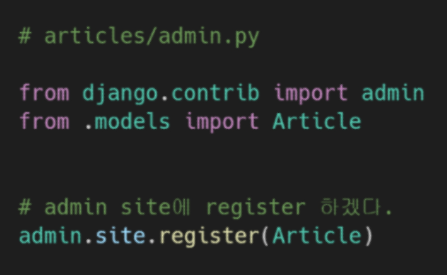 # articles/admin.py
from django.contrib import admin
from .models import Article
# admin site에 register 하겠다.
admin.site.register(Article)